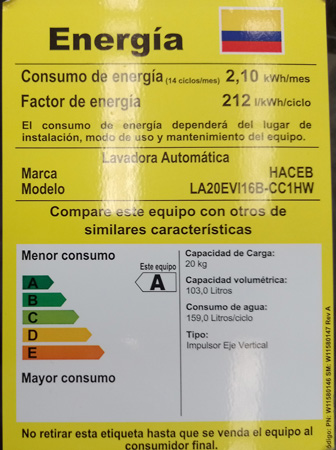 Energía
Consumo de energía (14 ciclos/mes) 2,10 kWh/mes
Factor de energía 212 l/kWh/ciclo
El consumo de energía dependerá del lugar de
instalación, modo de uso y mantenimiento del equipo.
Lavadora Automática
Marca HACEB
Modelo LA20EVI16B-CC1HW
Compare este equipo con otros de
similares características
Menor consumo
Este equipo
A
A
B
C
D
E
Mayor consumo
Capacidad de Carga:
20 kg
Capacidad volumétrica:
103,0 Litros
Consumo de agua:
159,0 Litros/ciclo
Tipo:
Impulsor Eje Vertical
No retire esta etiqueta hasta que se venda el equipo al
consumidor final.
Código: PN: W11580146 SM: W11580147 Rev A